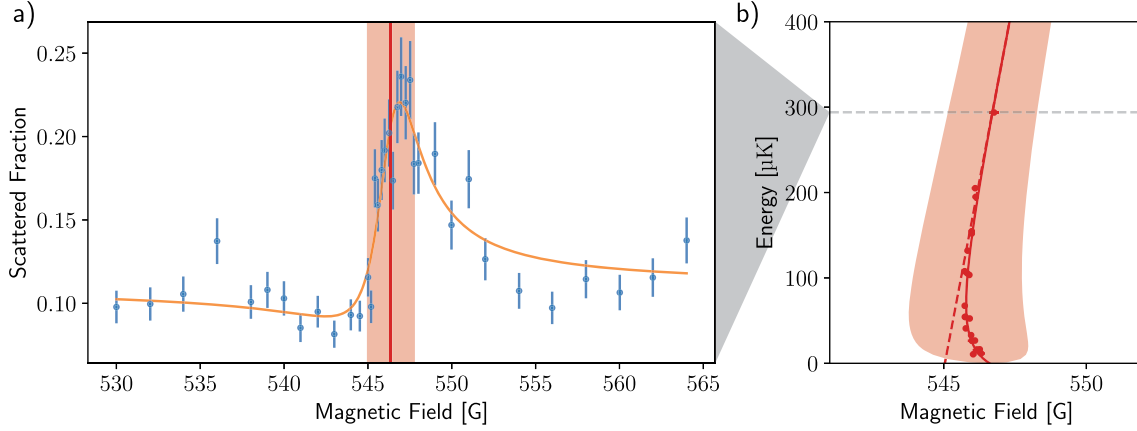 a)
Scattered Fraction
0.25
0.20
0.15
0.10
530 535 540 545 550 555 560 565
Magnetic Field [G]
b)
Energy [µK]
400
300
200
100
0
545 550
Magnetic Field [G]